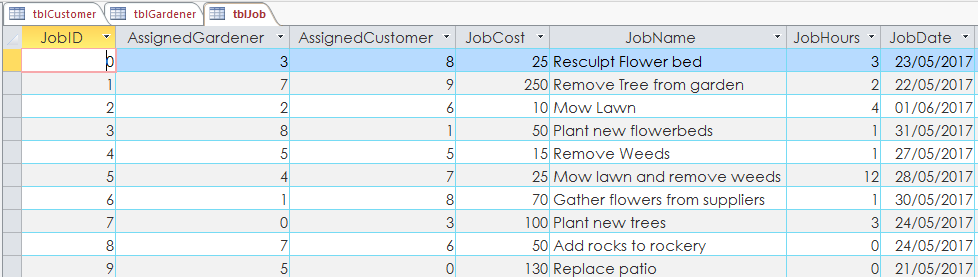 tblCustomer tblGardener tblJob
JobID AssignedGardener AssignedCustomer JobCost JobName JobHours JobDate
0 3 8 25 Resculpt Flower bed 3 23/05/2017
1 7 9 250 Remove Tree from garden 2 22/05/2017
2 2 6 10 Mow Lawn 4 01/06/2017
3 8 1 50 Plant new flowerbeds 1 31/05/2017
4 5 5 15 Remove Weeds 1 27/05/2017
5 4 7 25 Mow lawn and remove weeds 12 28/05/2017
6 1 8 70 Gather flowers from suppliers 1 30/05/2017
7 0 3 100 Plant new trees 3 24/05/2017
8 7 6 50 Add rocks to rockery 0 24/05/2017
9 5 0 130 Replace patio 0 21/05/2017